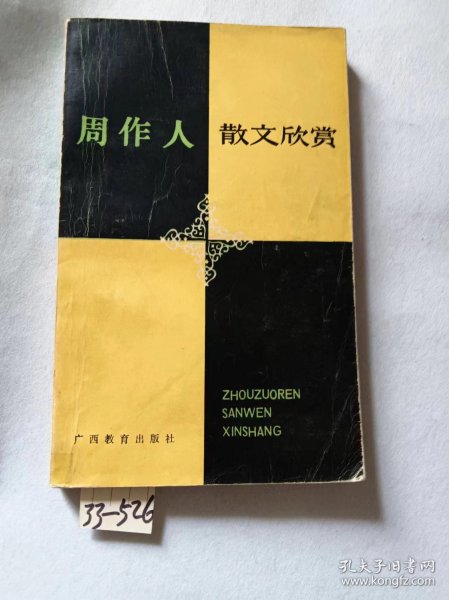 周作人 散文欣赏
ZHOUZUOREN
SANWEN
XINSHANG
广西教育出版社
33-526
孔夫子旧书网
www.kongfz.com